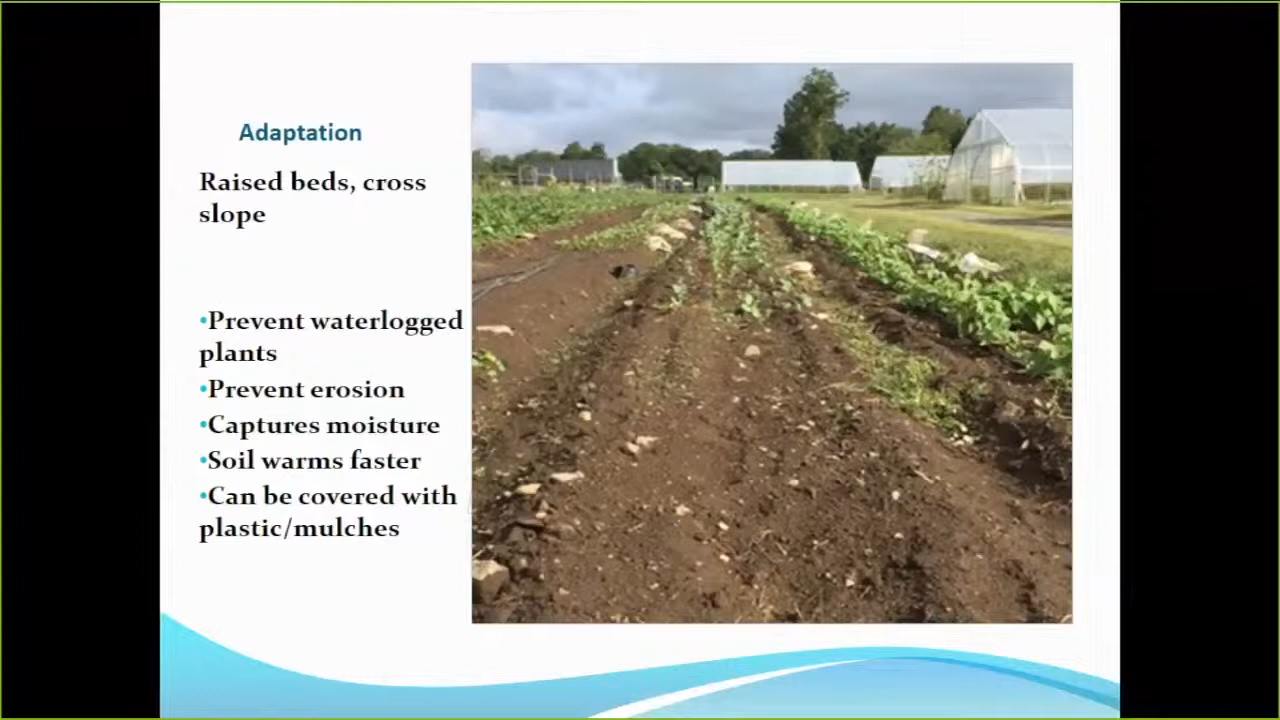 Adaptation
Raised beds, cross
slope
•Prevent waterlogged
plants
•Prevent erosion
•Captures moisture
•Soil warms faster
•Can be covered with
plastic/mulches